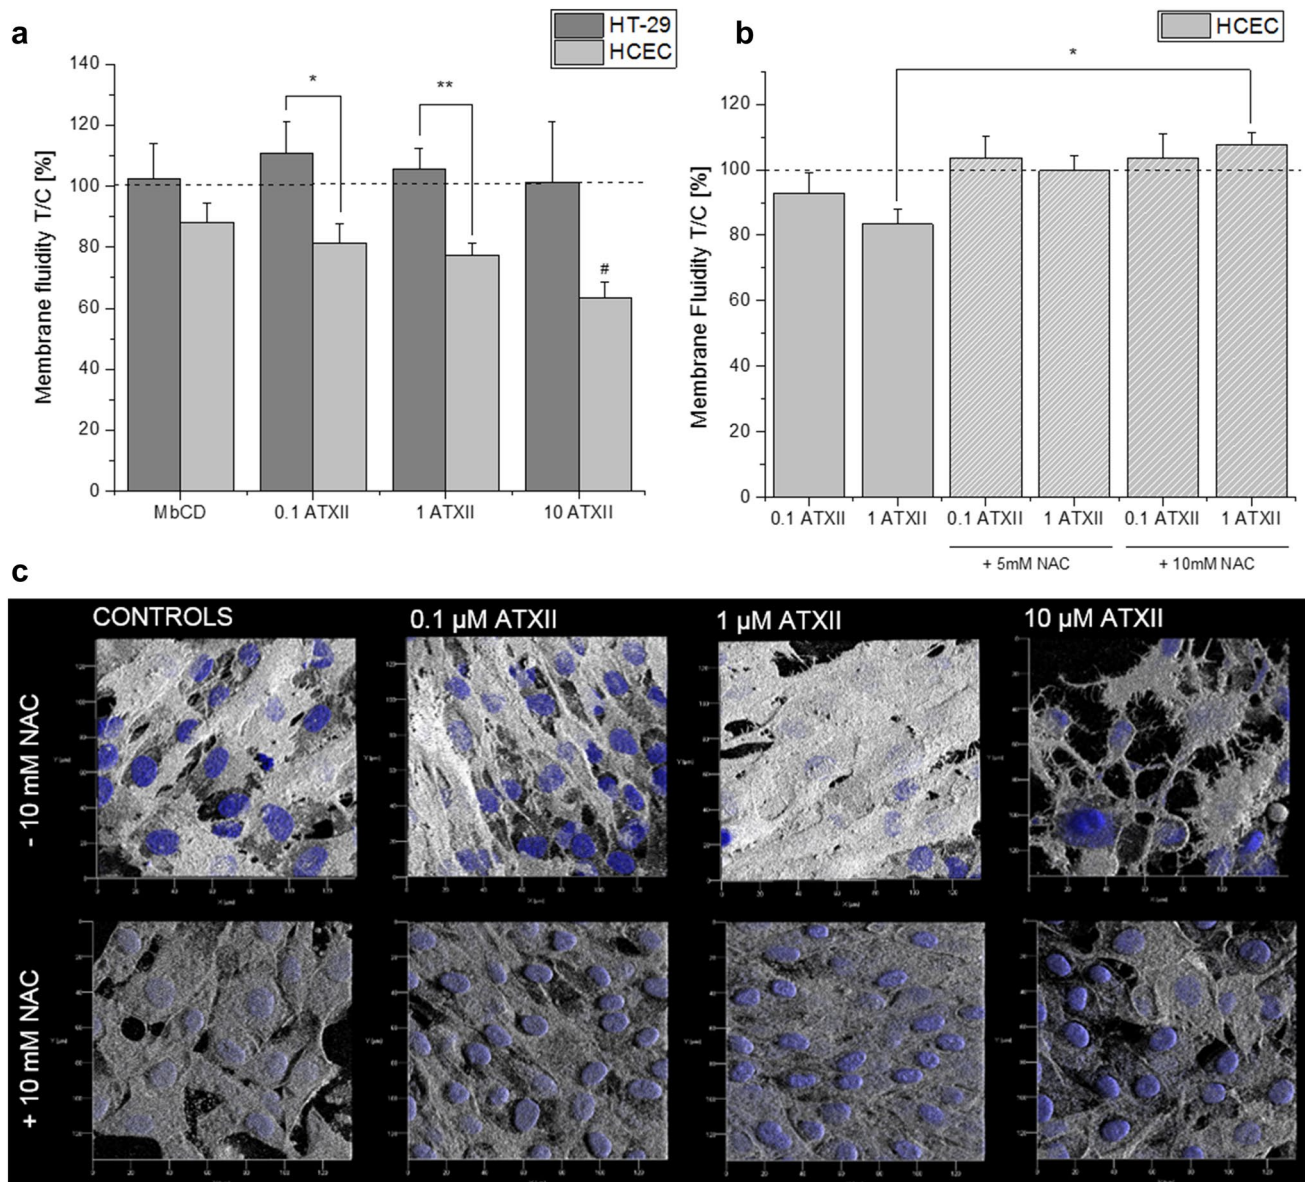 a
HT-29
HCEC
Membrane fluidity T/C [%]
140
120
100
80
60
40
20
0
*
**
#
MbCD
0.1 ATXII
1 ATXII
10 ATXII
b
HCEC
Membrane Fluidity T/C [%]
120
100
80
60
40
20
0
*
0.1 ATXII
1 ATXII
0.1 ATXII
1 ATXII
0.1 ATXII
1 ATXII
+ 5mM NAC
+ 10mM NAC
c
CONTROLS
0.1 µM ATXII
1 µM ATXII
10 µM ATXII
- 10 mM NAC
+ 10 mM NAC